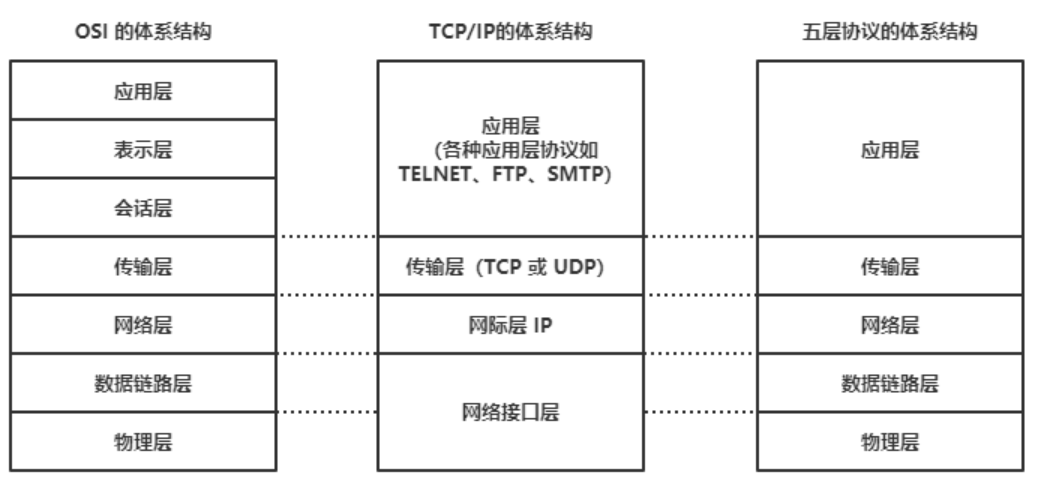 OSI 的体系结构
应用层
表示层
会话层
传输层
网络层
数据链路层
物理层
TCP/IP的体系结构
应用层
(各种应用层协议如
TELNET、FTP、SMTP)
传输层（TCP 或 UDP）
网际层 IP
网络接口层
五层协议的体系结构
应用层
传输层
网络层
数据链路层
物理层